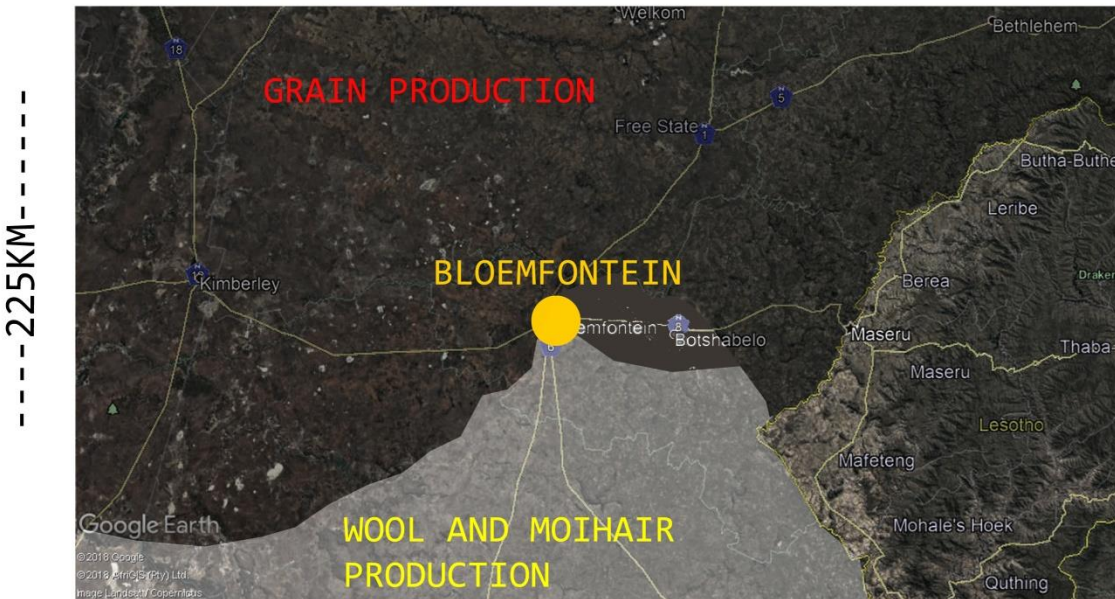 -----225KM-------
Welkom
Bethlehem
N
18
GRAIN PRODUCTION
N
5
Free State
N
1
Butha-Buthe
Leribe
BLOEMFONTEIN
Draken
Berea
Kimberley
emfontein
N
8
Botshabelo
Maseru
Thaba-
Maseru
Lesotho
Mafeteng
Google Earth
WOOL AND MOIHAIR
PRODUCTION
Mohale's Hoek
©2018 Google
©2018 AfriGIS (Pty) Ltd.
Image Landsat / Copernicus
Quthing